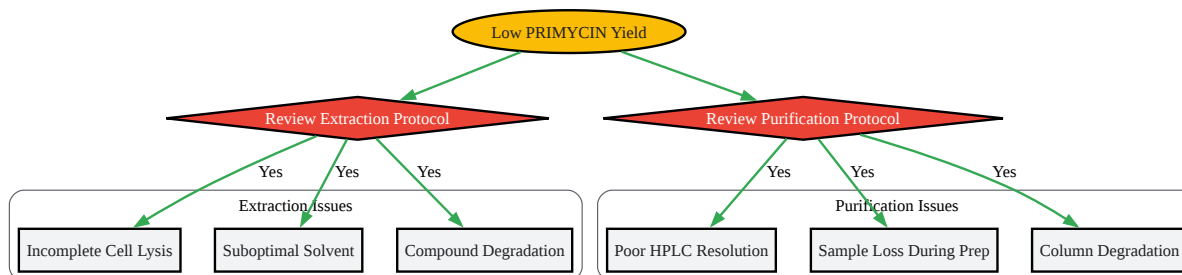 Low PRIMYCIN Yield
Review Extraction Protocol
Review Purification Protocol
Yes
Yes
Yes
Yes
Yes
Yes
Extraction Issues
Purification Issues
Incomplete Cell Lysis
Suboptimal Solvent
Compound Degradation
Poor HPLC Resolution
Sample Loss During Prep
Column Degradation